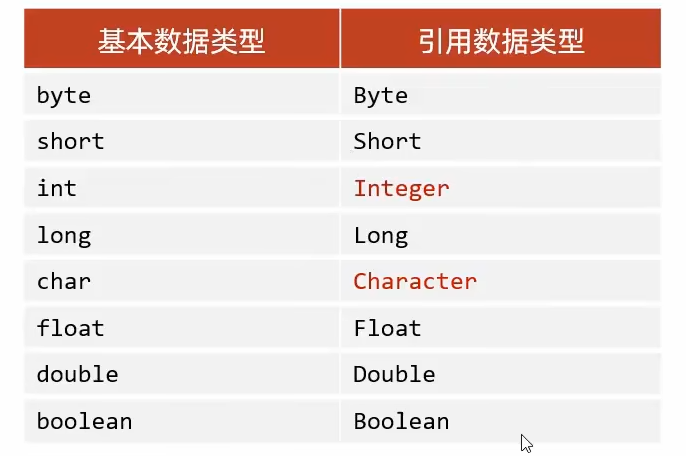 基本数据类型 引用数据类型
byte Byte
short Short
int Integer
long Long
char Character
float Float
double Double
boolean Boolean